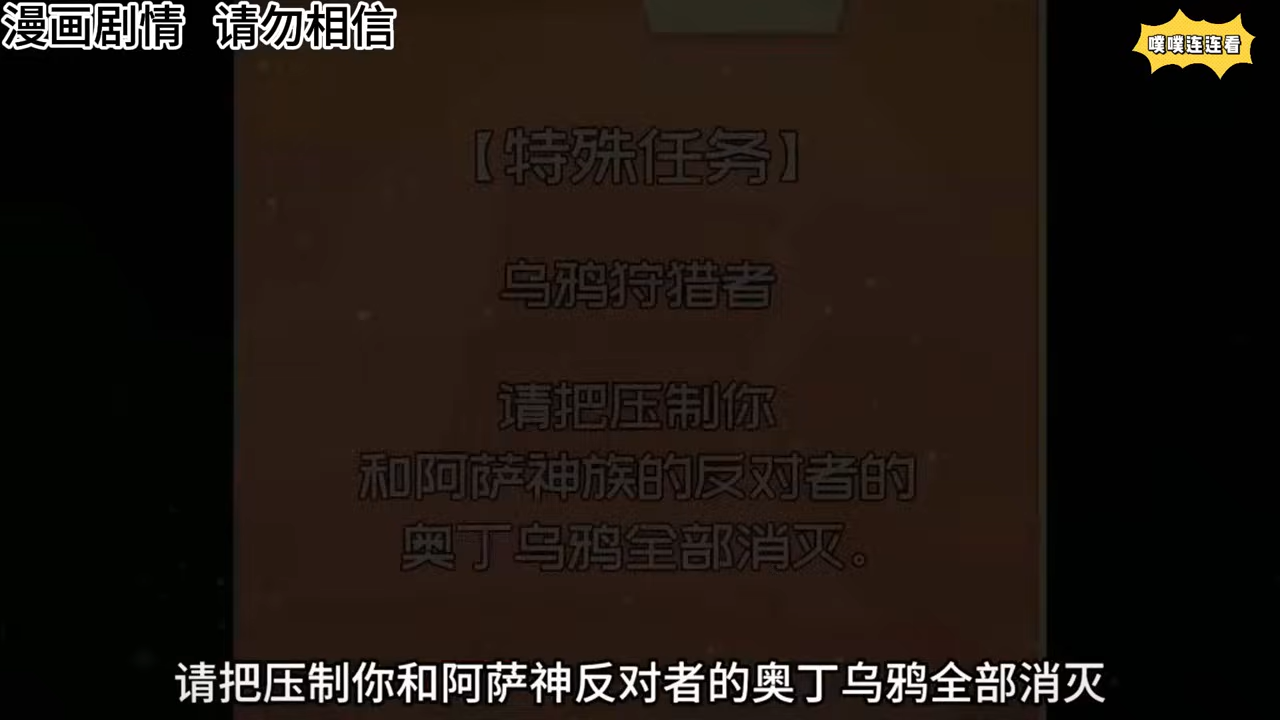 漫画剧情 请勿相信
噗噗连连看
【特殊任务】
乌鸦狩猎者
请把压制你
和阿萨神族的反对者的
奥丁乌鸦全部消灭。
请把压制你和阿萨神反对者的奥丁乌鸦全部消灭